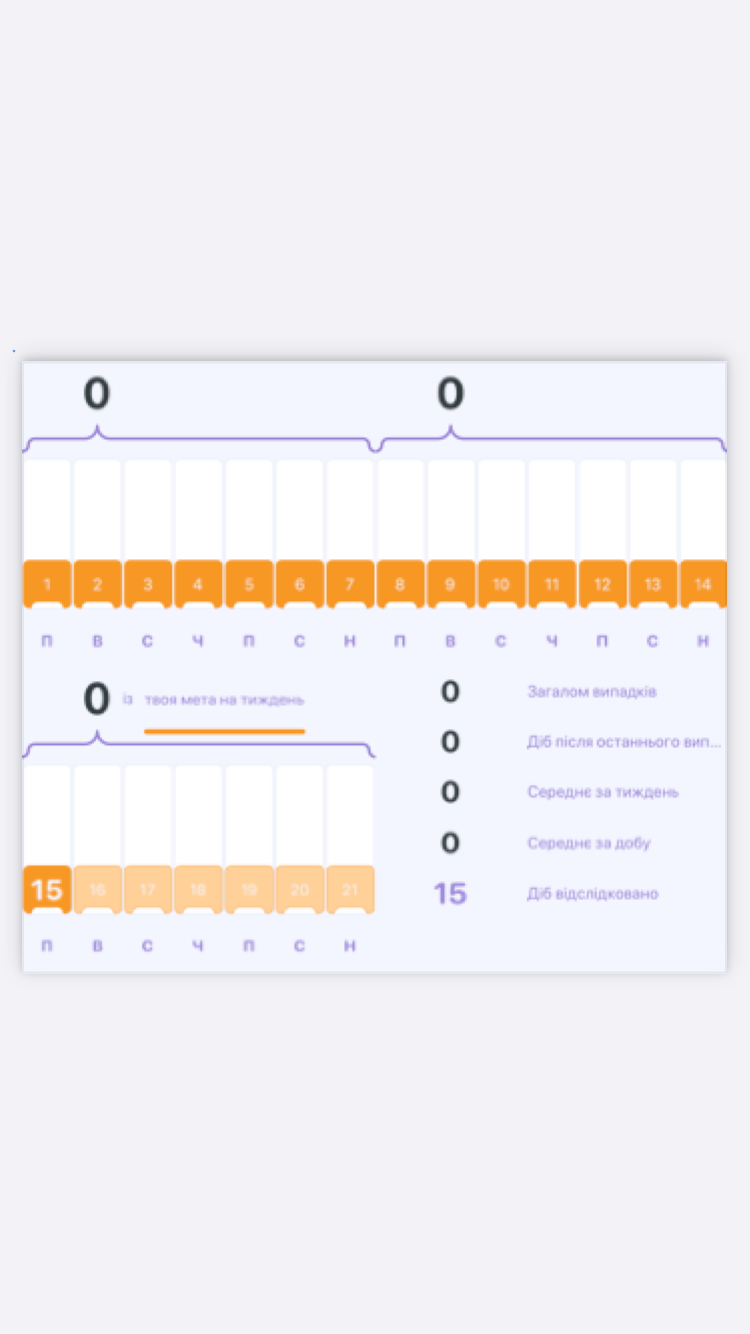 0 0
1 2 3 4 5 6 7 8 9 10 11 12 13 14
П В С Ч П С Н П В С Ч П С Н
0 із твоя мета на тиждень
15 16 17 18 19 20 21
П В С Ч П С Н
0 Загалом випадків
0 Діб після останнього вип...
0 Середнє за тиждень
0 Середнє за добу
15 Діб відслідковано